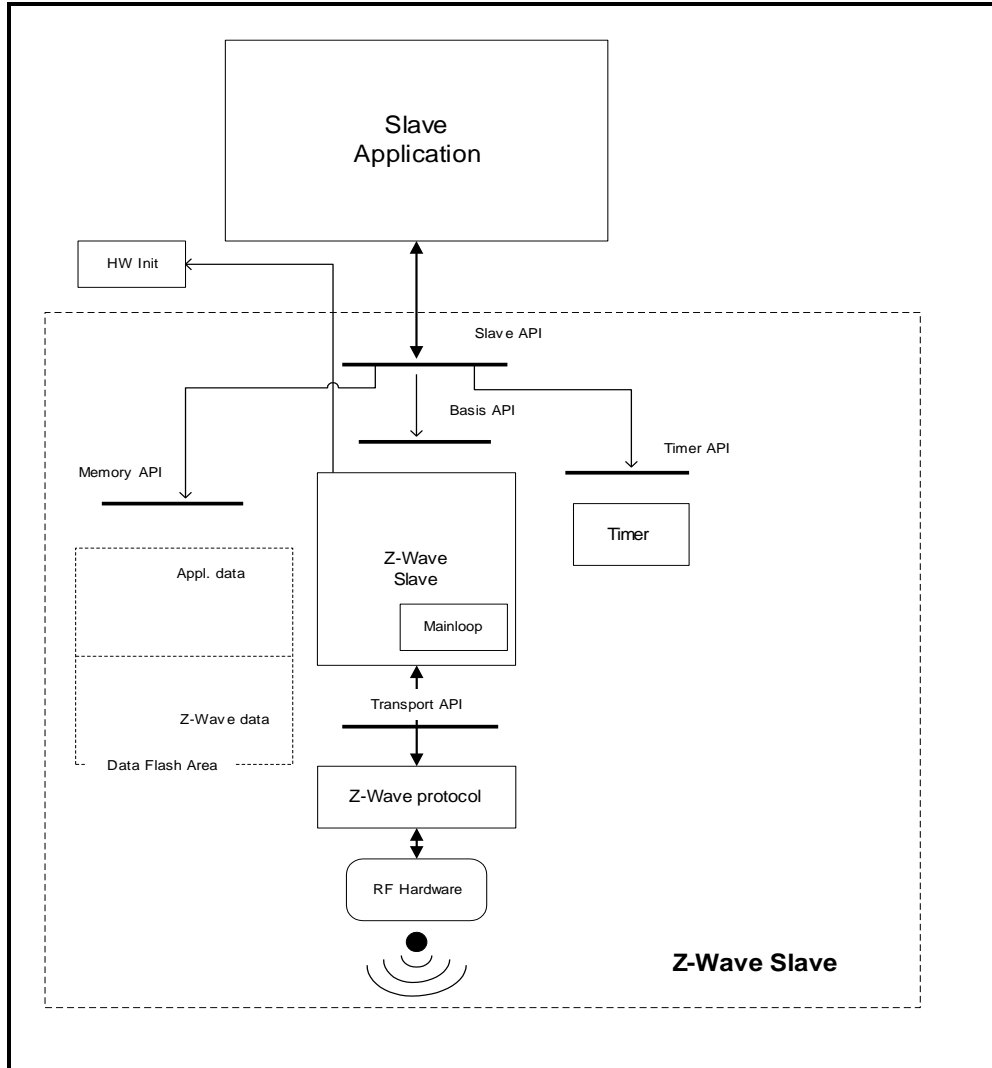 Slave
Application
HW Init
Slave API
Basis API
Timer API
Memory API
Timer
Z-Wave
Slave
Appl. data
Mainloop
Transport API
Z-Wave data
Data Flash Area
Z-Wave protocol
RF Hardware
Z-Wave Slave